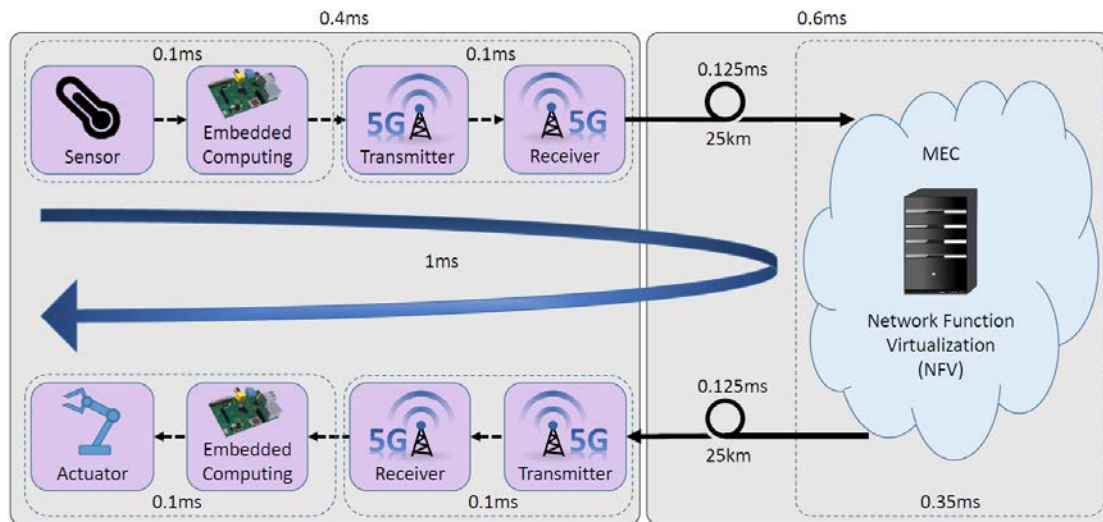 0.4ms
0.6ms
0.1ms
0.1ms
Sensor
Embedded
Computing
5G
Transmitter
5G
Receiver
0.125ms
25km
MEC
1ms
Network Function
Virtualization
(NFV)
Actuator
Embedded
Computing
5G
Receiver
5G
Transmitter
0.125ms
25km
0.1ms
0.1ms
0.35ms